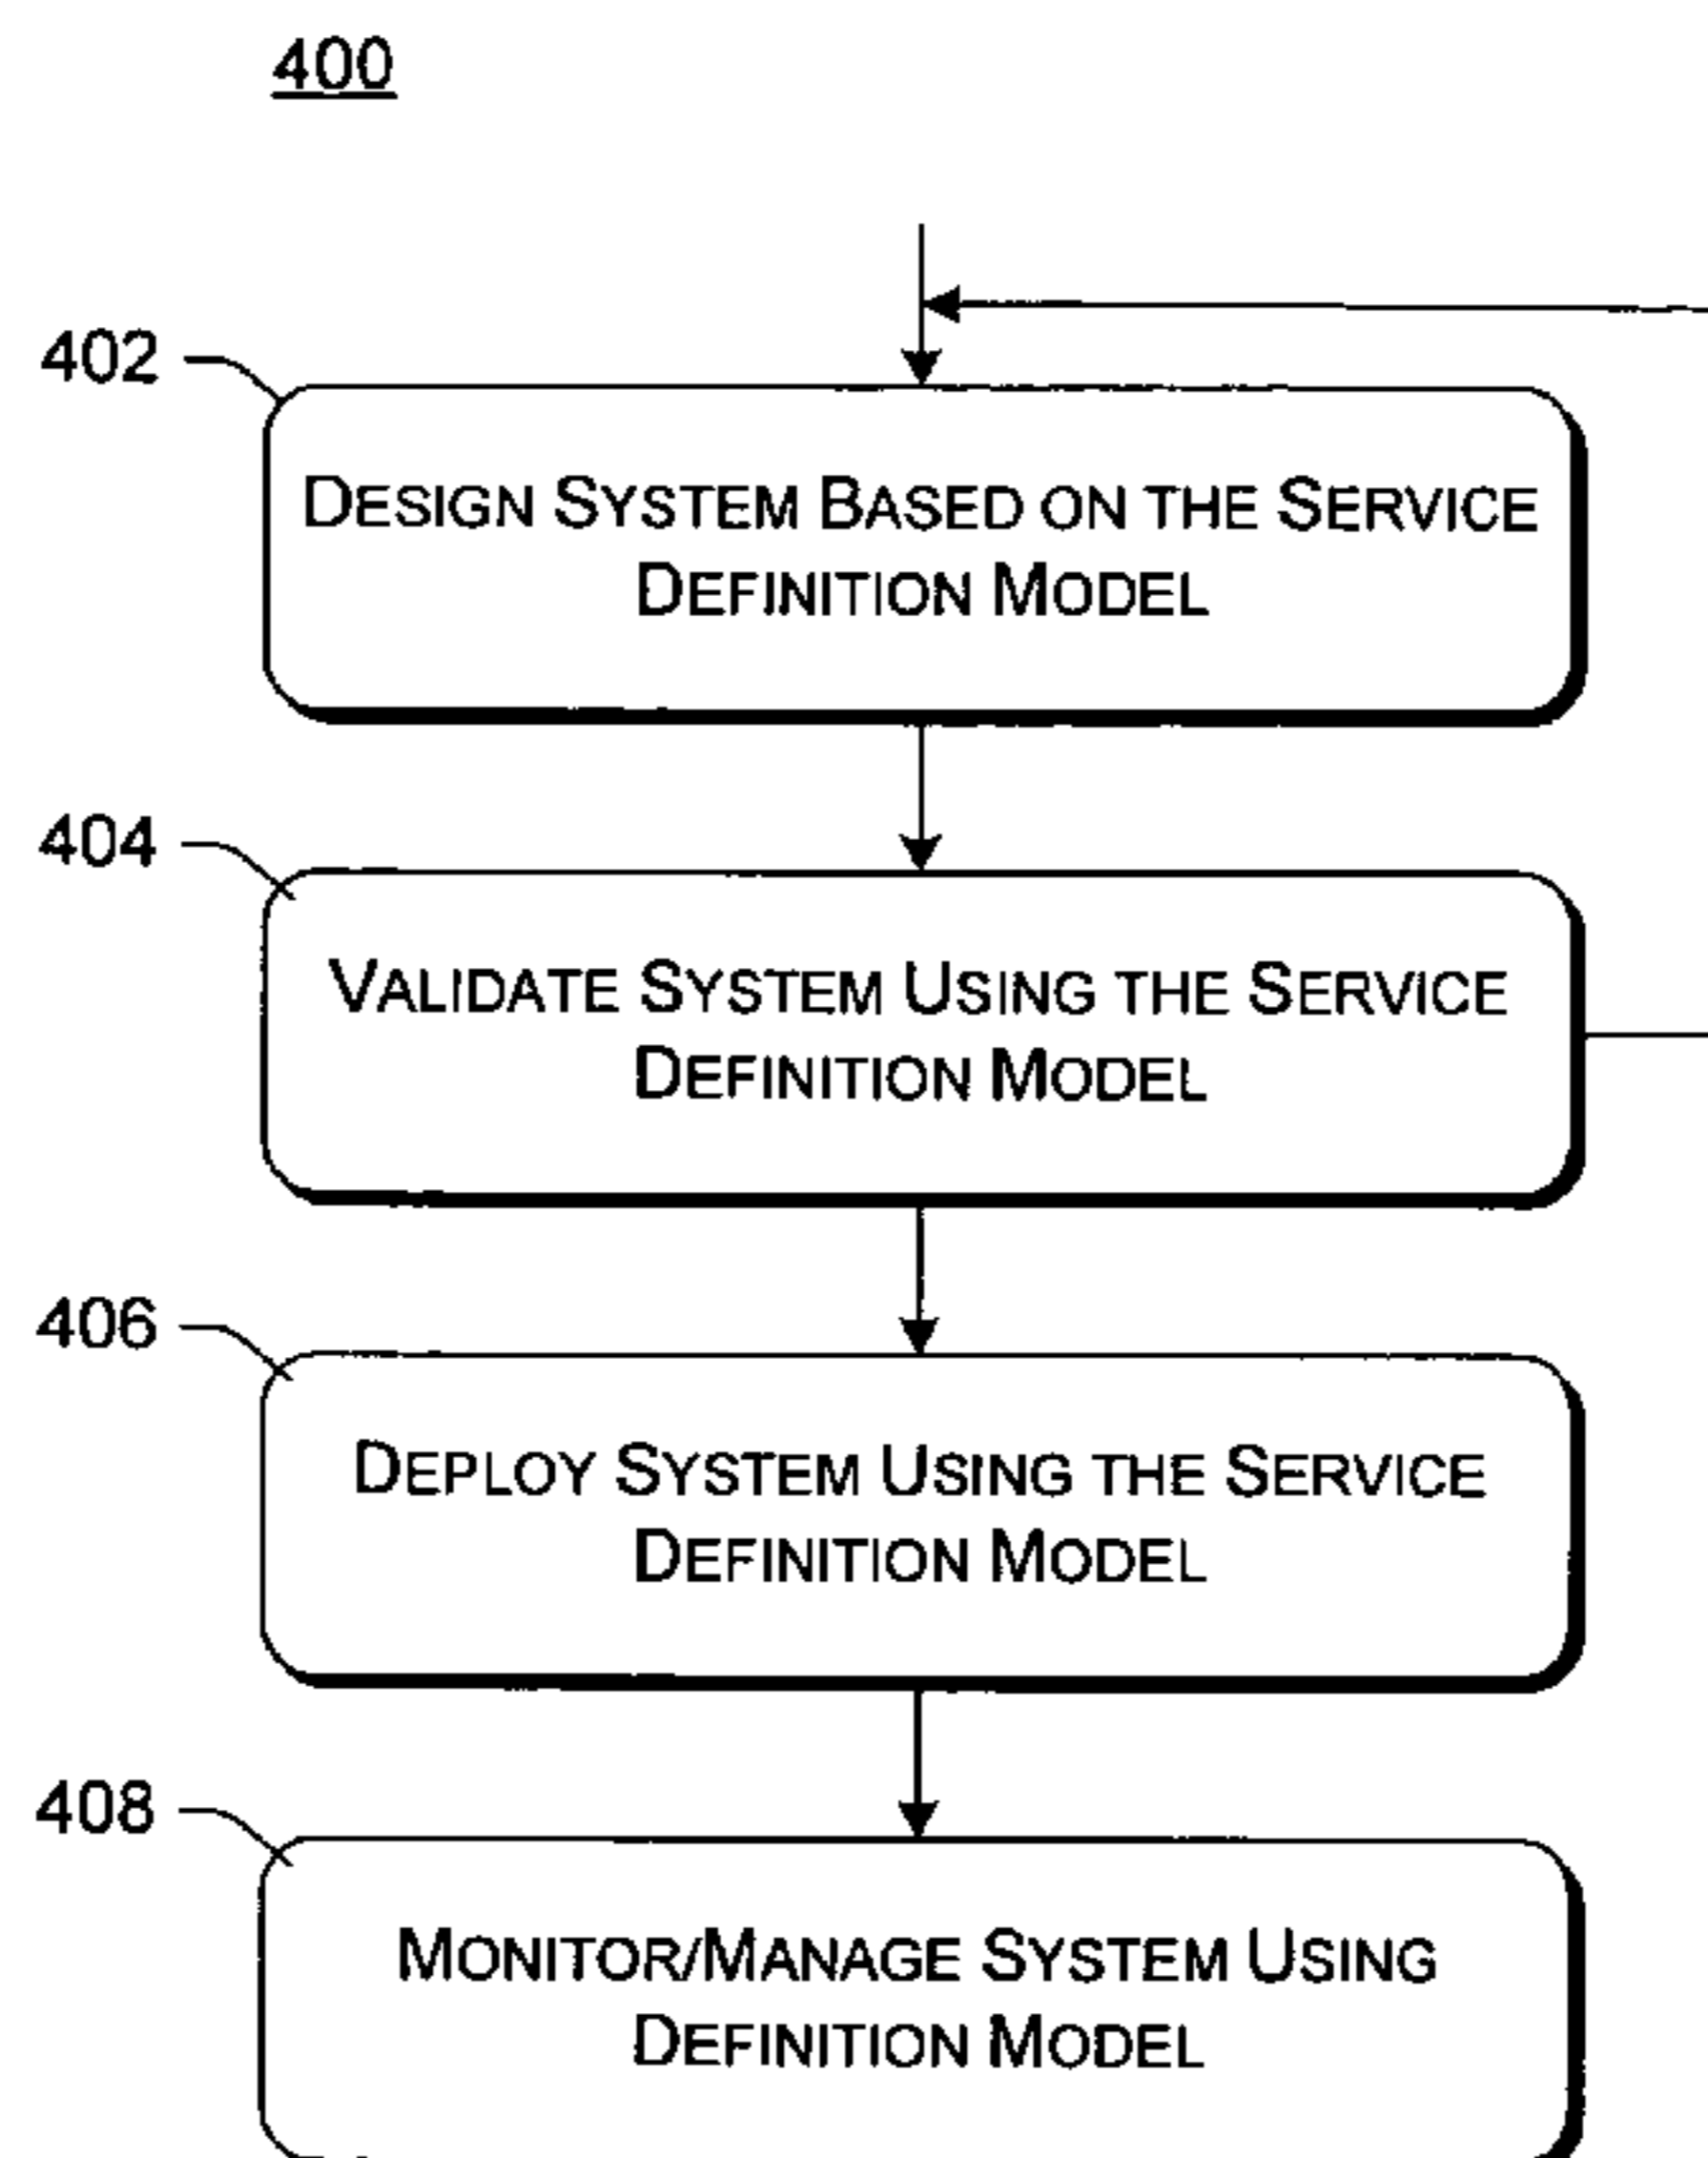 400
402
DESIGN SYSTEM BASED ON THE SERVICE
DEFINITION MODEL
404
VALIDATE SYSTEM USING THE SERVICE
DEFINITION MODEL
406
DEPLOY SYSTEM USING THE SERVICE
DEFINITION MODEL
408
MONITOR/MANAGE SYSTEM USING
DEFINITION MODEL